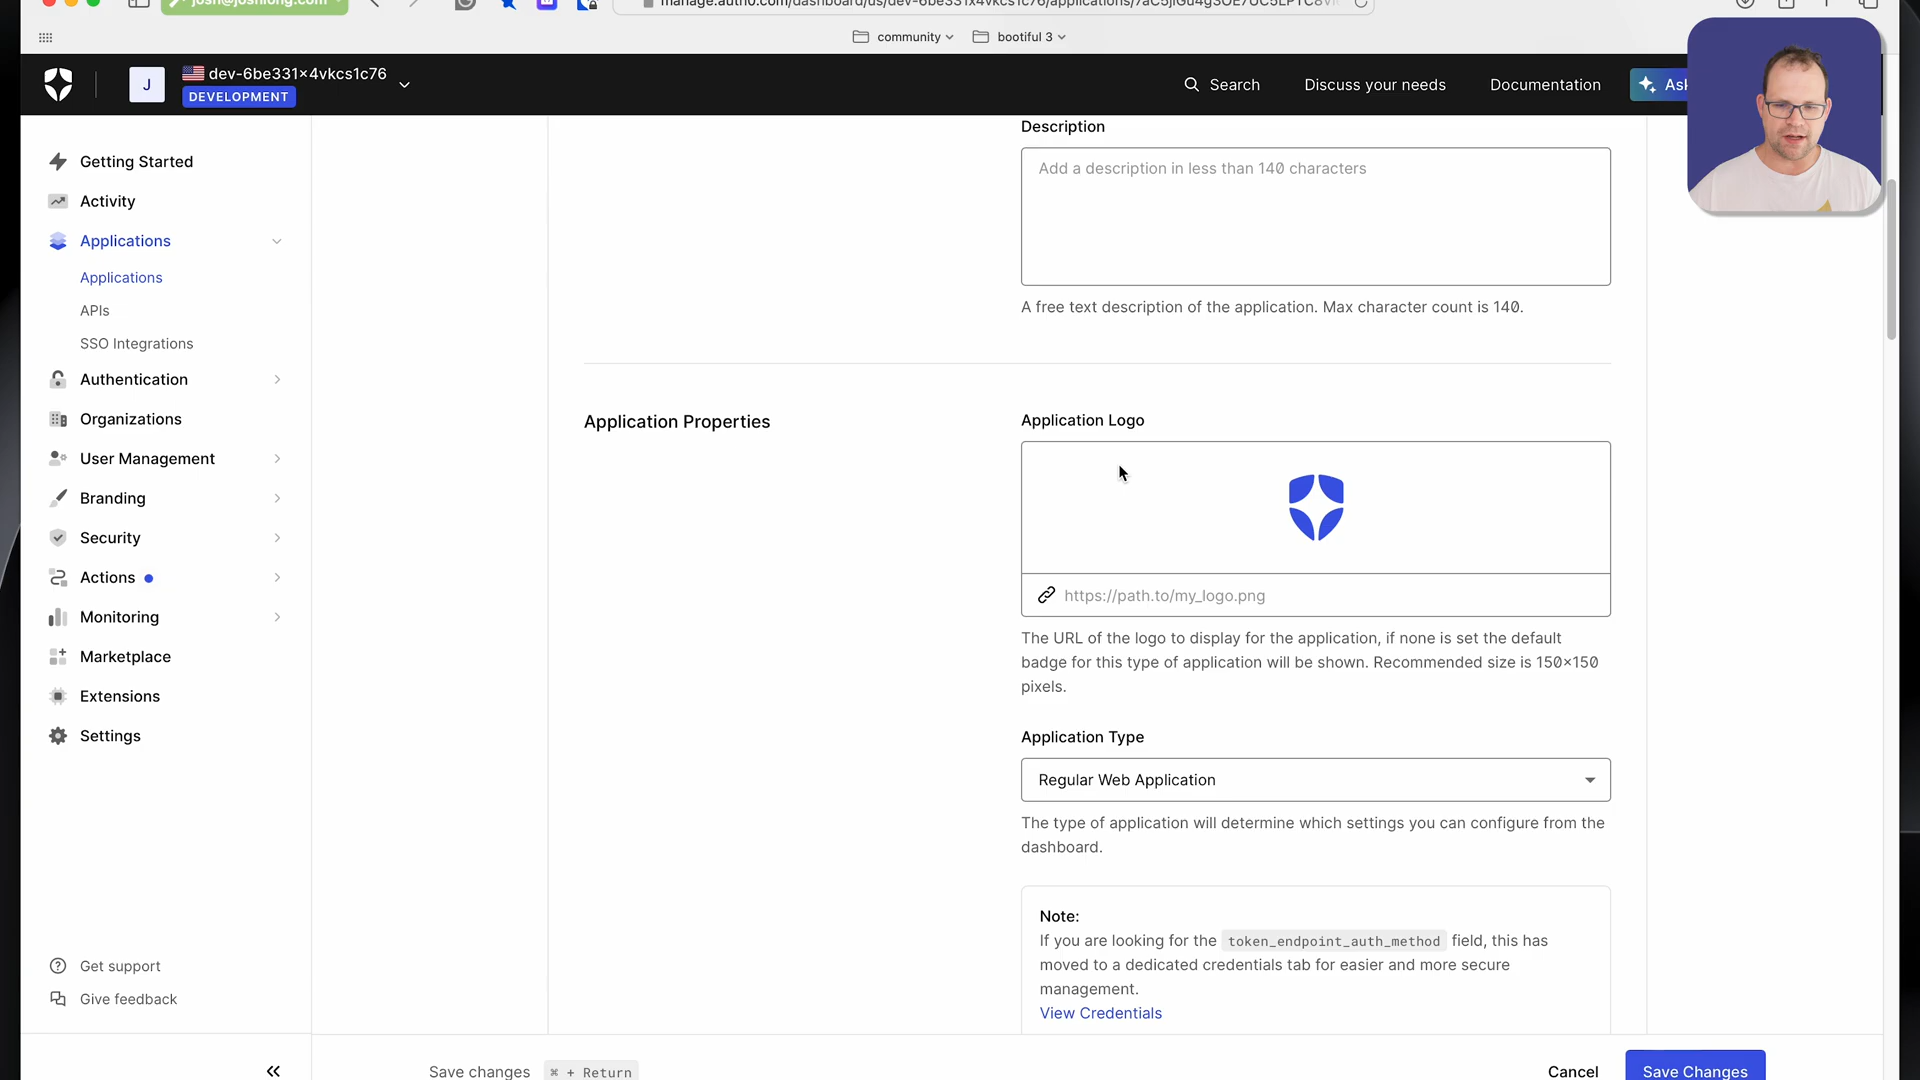 community
bootiful 3
J
dev-6be331x4vkcs1c76
DEVELOPMENT
Search
Discuss your needs
Documentation
Ask
Getting Started
Activity
Applications
Applications
APIs
SSO Integrations
Authentication
Organizations
User Management
Branding
Security
Actions
Monitoring
Marketplace
Extensions
Settings
Get support
Give feedback
Description
Add a description in less than 140 characters
A free text description of the application. Max character count is 140.
Application Properties
Application Logo
https://path.to/my_logo.png
The URL of the logo to display for the application, if none is set the default
badge for this type of application will be shown. Recommended size is 150x150
pixels.
Application Type
Regular Web Application
The type of application will determine which settings you can configure from the
dashboard.
Note:
If you are looking for the token_endpoint_auth_method field, this has
moved to a dedicated credentials tab for easier and more secure
management.
View Credentials
Save changes ⌘ + Return
Cancel
Save Changes